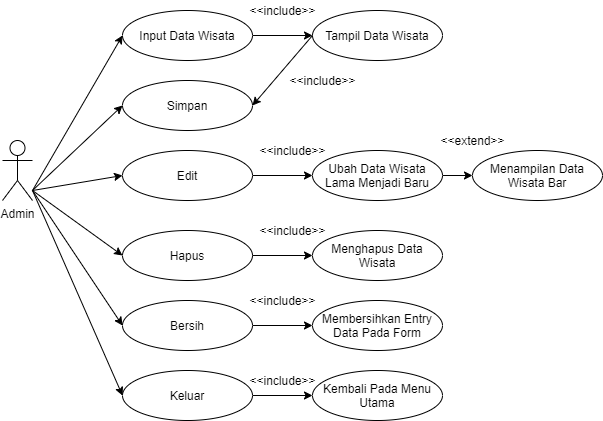 <<include>>
Input Data Wisata
Tampil Data Wisata
<<include>>
Simpan
Admin
<<include>>
<<extend>>
Edit
Ubah Data Wisata
Lama Menjadi Baru
Menampilan Data
Wisata Bar
<<include>>
Hapus
Menghapus Data
Wisata
<<include>>
Bersih
Membersihkan Entry
Data Pada Form
<<include>>
Keluar
Kembali Pada Menu
Utama